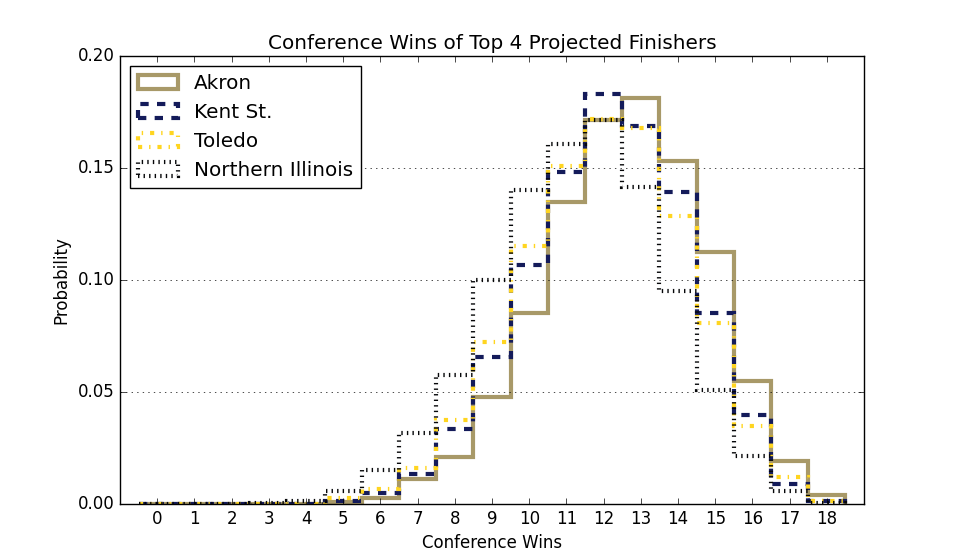 Conference Wins of Top 4 Projected Finishers
0.20
0.15
0.10
0.05
0.00
Probability
Akron
Kent St.
Toledo
Northern Illinois
0 1 2 3 4 5 6 7 8 9 10 11 12 13 14 15 16 17 18
Conference Wins